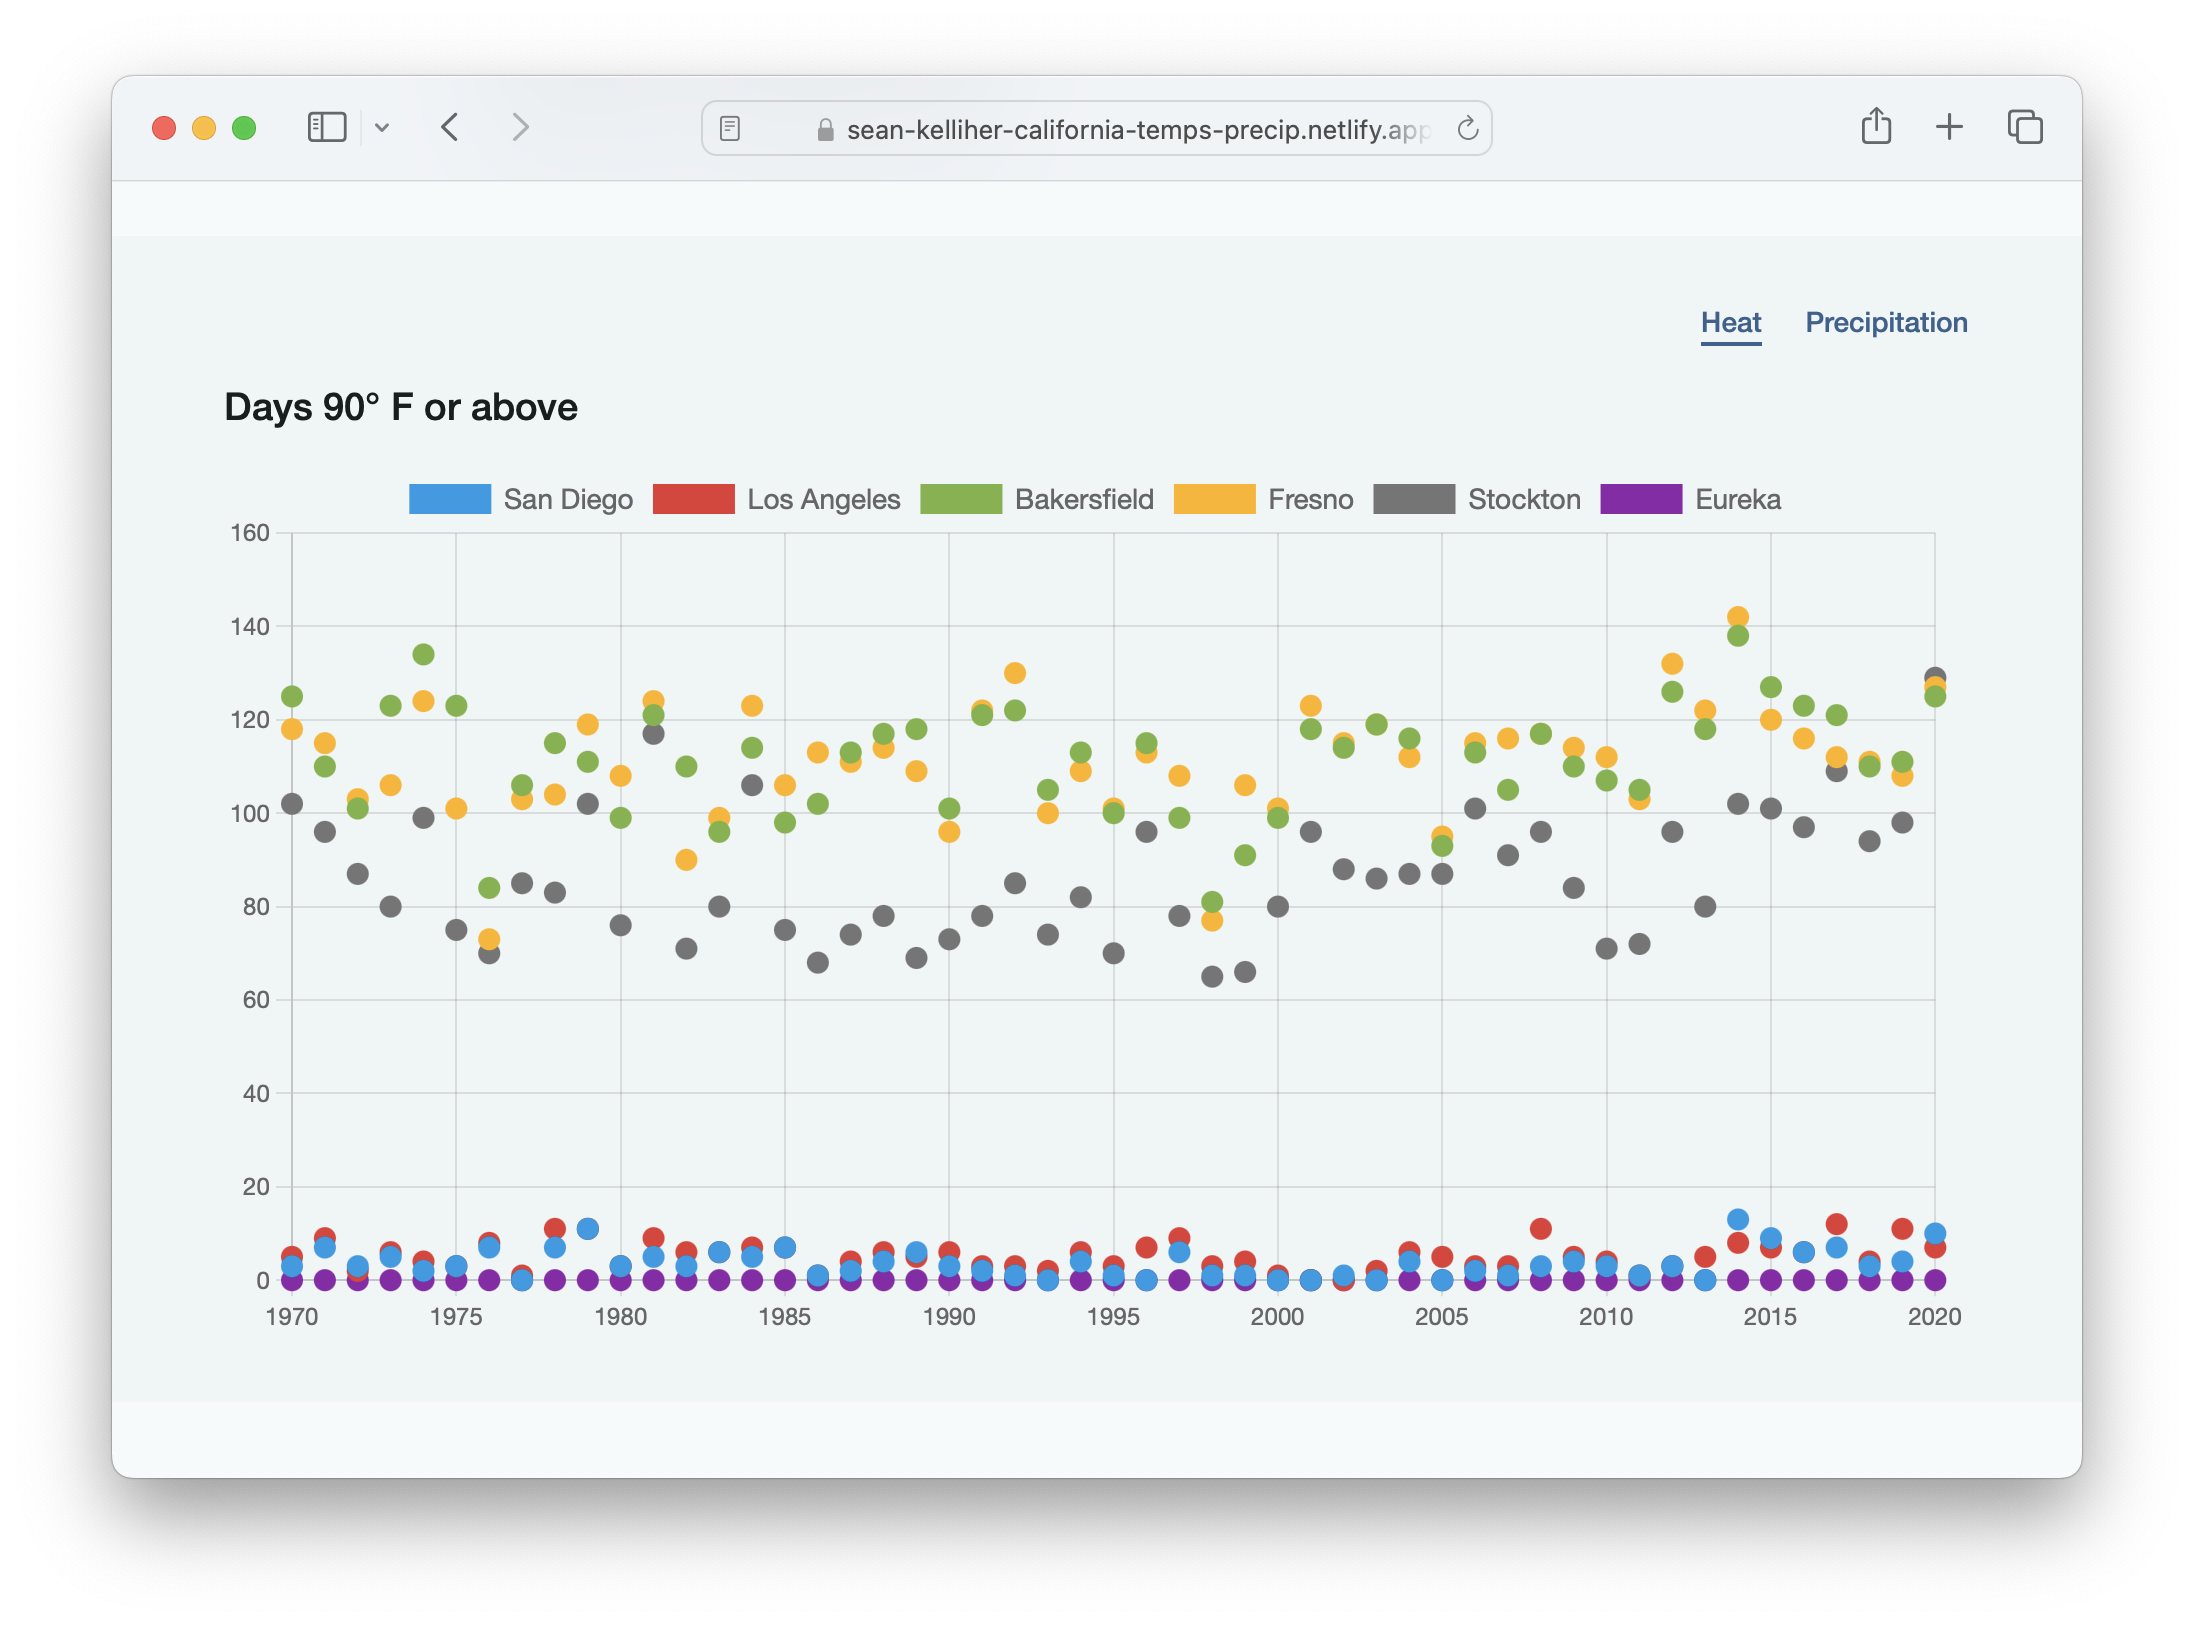 sean-kelliher-california-temps-precip.netlify.app
Heat Precipitation
Days 90° F or above
San Diego Los Angeles Bakersfield Fresno Stockton Eureka
160
140
120
100
80
60
40
20
0
1970 1975 1980 1985 1990 1995 2000 2005 2010 2015 2020